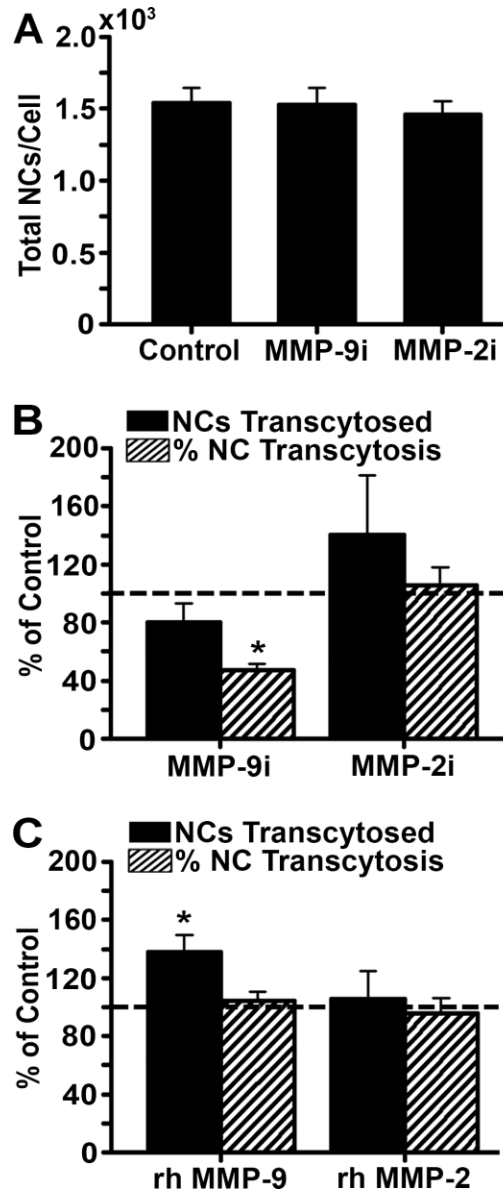 A
x10³
2.0
1.5
1.0
0.5
0
Total NCs/Cell
Control MMP-9i MMP-2i
B
NCs Transcytosed
% NC Transcytosis
200
160
120
80
40
0
% of Control
*
MMP-9i MMP-2i
C
NCs Transcytosed
% NC Transcytosis
200
160
120
80
40
0
% of Control
*
rh MMP-9 rh MMP-2